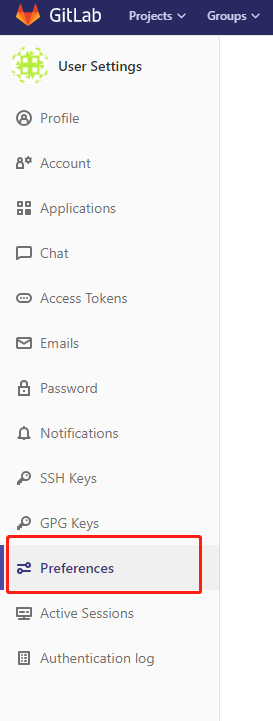 GitLab Projects Groups
User Settings
Profile
Account
Applications
Chat
Access Tokens
Emails
Password
Notifications
SSH Keys
GPG Keys
Preferences
Active Sessions
Authentication log